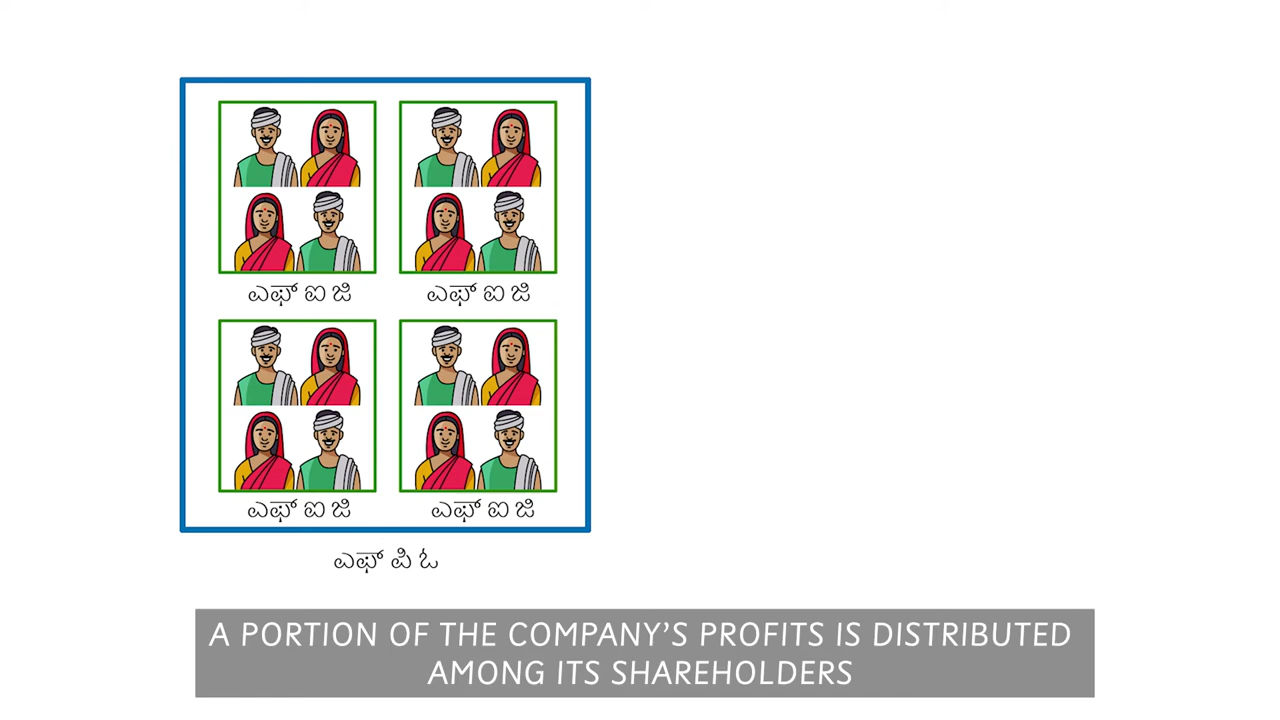 ಎಫ್ ಐ ಜಿ ಎಫ್ ಐ ಜಿ
ಎಫ್ ಐ ಜಿ ಎಫ್ ಐ ಜಿ
ಎಫ್ ಪಿ ಓ
A PORTION OF THE COMPANY'S PROFITS IS DISTRIBUTED
AMONG ITS SHAREHOLDERS